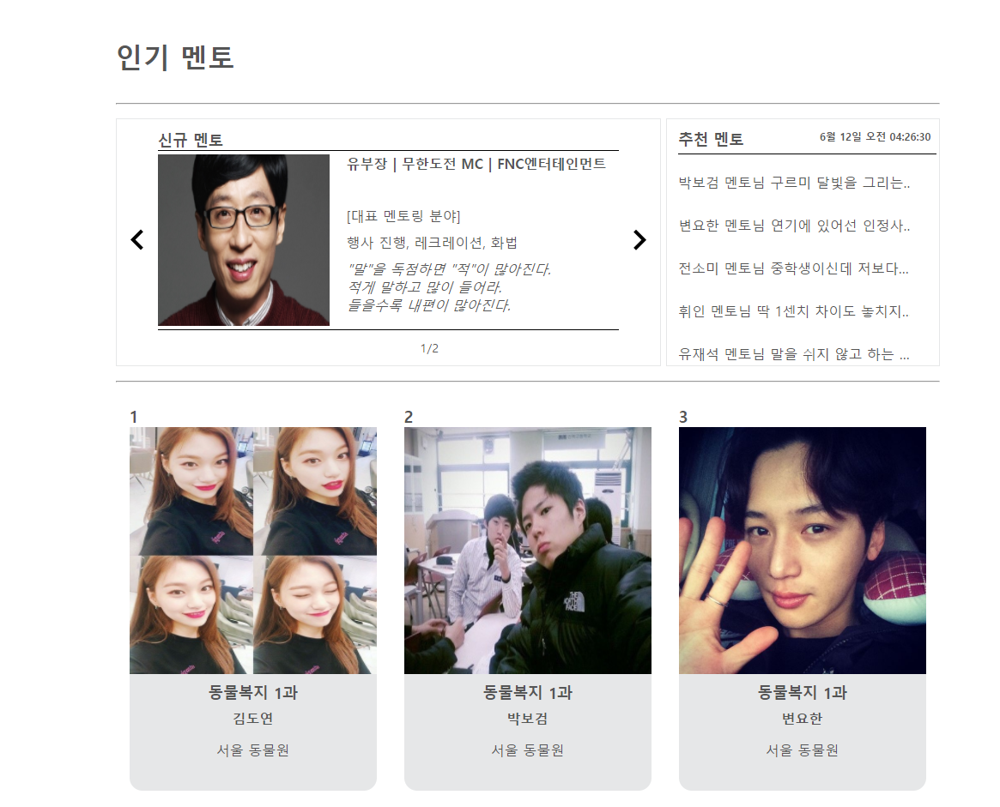 인기 멘토
신규 멘토
유부장 | 무한도전 MC | FNC엔터테인먼트
[대표 멘토링 분야]
행사 진행, 레크레이션, 화법
"말"을 독점하면 "적"이 많아진다.
적게 말하고 많이 들어라.
들을수록 내편이 많아진다.
1/2
추천 멘토
6월 12일 오전 04:26:30
박보검 멘토님 구르미 달빛을 그리는..
변요한 멘토님 연기에 있어선 인정사..
전소미 멘토님 중학생이신데 저보다...
휘인 멘토님 딱 1센치 차이도 놓치지..
유재석 멘토님 말을 쉬지 않고 하는 ...
1
동물복지 1과
김도연
서울 동물원
2
THE
NORTH
FACE
동물복지 1과
박보검
서울 동물원
3
동물복지 1과
변요한
서울 동물원